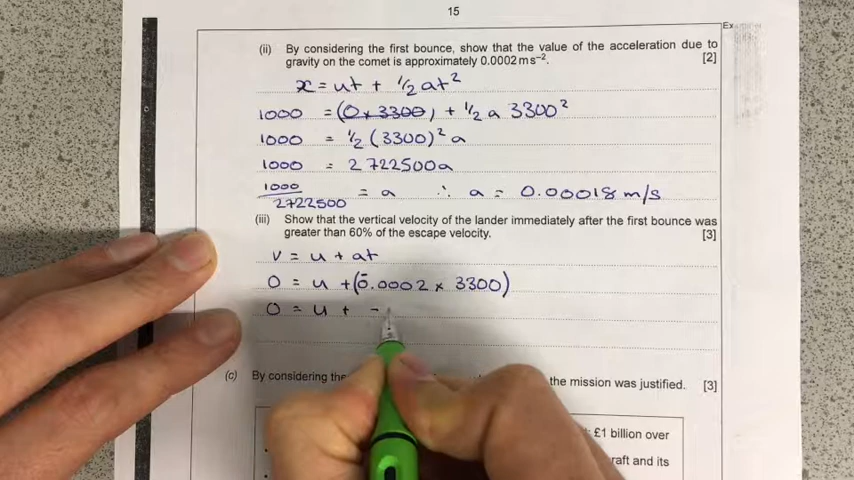 15
Ex
(ii) By considering the first bounce, show that the value of the acceleration due to
gravity on the comet is approximately 0.0002 m s⁻². [2]
x = ut + ½at²
1000 = (0 × 3300) + ½ a 3300²
1000 = ½ (3300)² a
1000 = 2722500a
1000/2722500 = a ∴ a = 0.00018 m/s
(iii) Show that the vertical velocity of the lander immediately after the first bounce was
greater than 60% of the escape velocity. [3]
v = u + at
0 = u + (-0.0002 × 3300)
0 = u + -
(c) By considering the the mission was justified. [3]
£1 billion over
raft and its